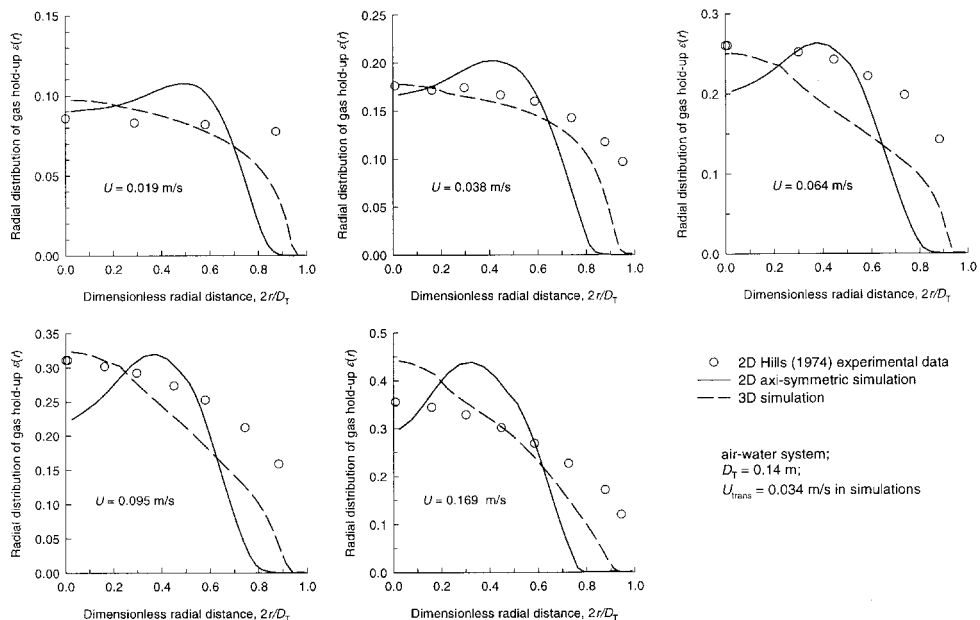 Radial distribution of gas hold-up ε(r)
0.15
0.10
0.05
0.00
U = 0.019 m/s
0.0 0.2 0.4 0.6 0.8 1.0
Dimensionless radial distance, 2r/D_T
Radial distribution of gas hold-up ε(r)
0.25
0.20
0.15
0.10
0.05
0.00
U = 0.038 m/s
0.0 0.2 0.4 0.6 0.8 1.0
Dimensionless radial distance, 2r/D_T
Radial distribution of gas hold-up ε(r)
0.3
0.2
0.1
0.0
U = 0.064 m/s
0.0 0.2 0.4 0.6 0.8 1.0
Dimensionless radial distance, 2r/D_T
Radial distribution of gas hold-up ε(r)
0.35
0.30
0.25
0.20
0.15
0.10
0.05
0.00
U = 0.095 m/s
0.0 0.2 0.4 0.6 0.8 1.0
Dimensionless radial distance, 2r/D_T
Radial distribution of gas hold-up ε(r)
0.5
0.4
0.3
0.2
0.1
0.0
U = 0.169 m/s
0.0 0.2 0.4 0.6 0.8 1.0
Dimensionless radial distance, 2r/D_T
2D Hills (1974) experimental data
2D axi-symmetric simulation
3D simulation
air-water system;
D_T = 0.14 m;
U_trans = 0.034 m/s in simulations